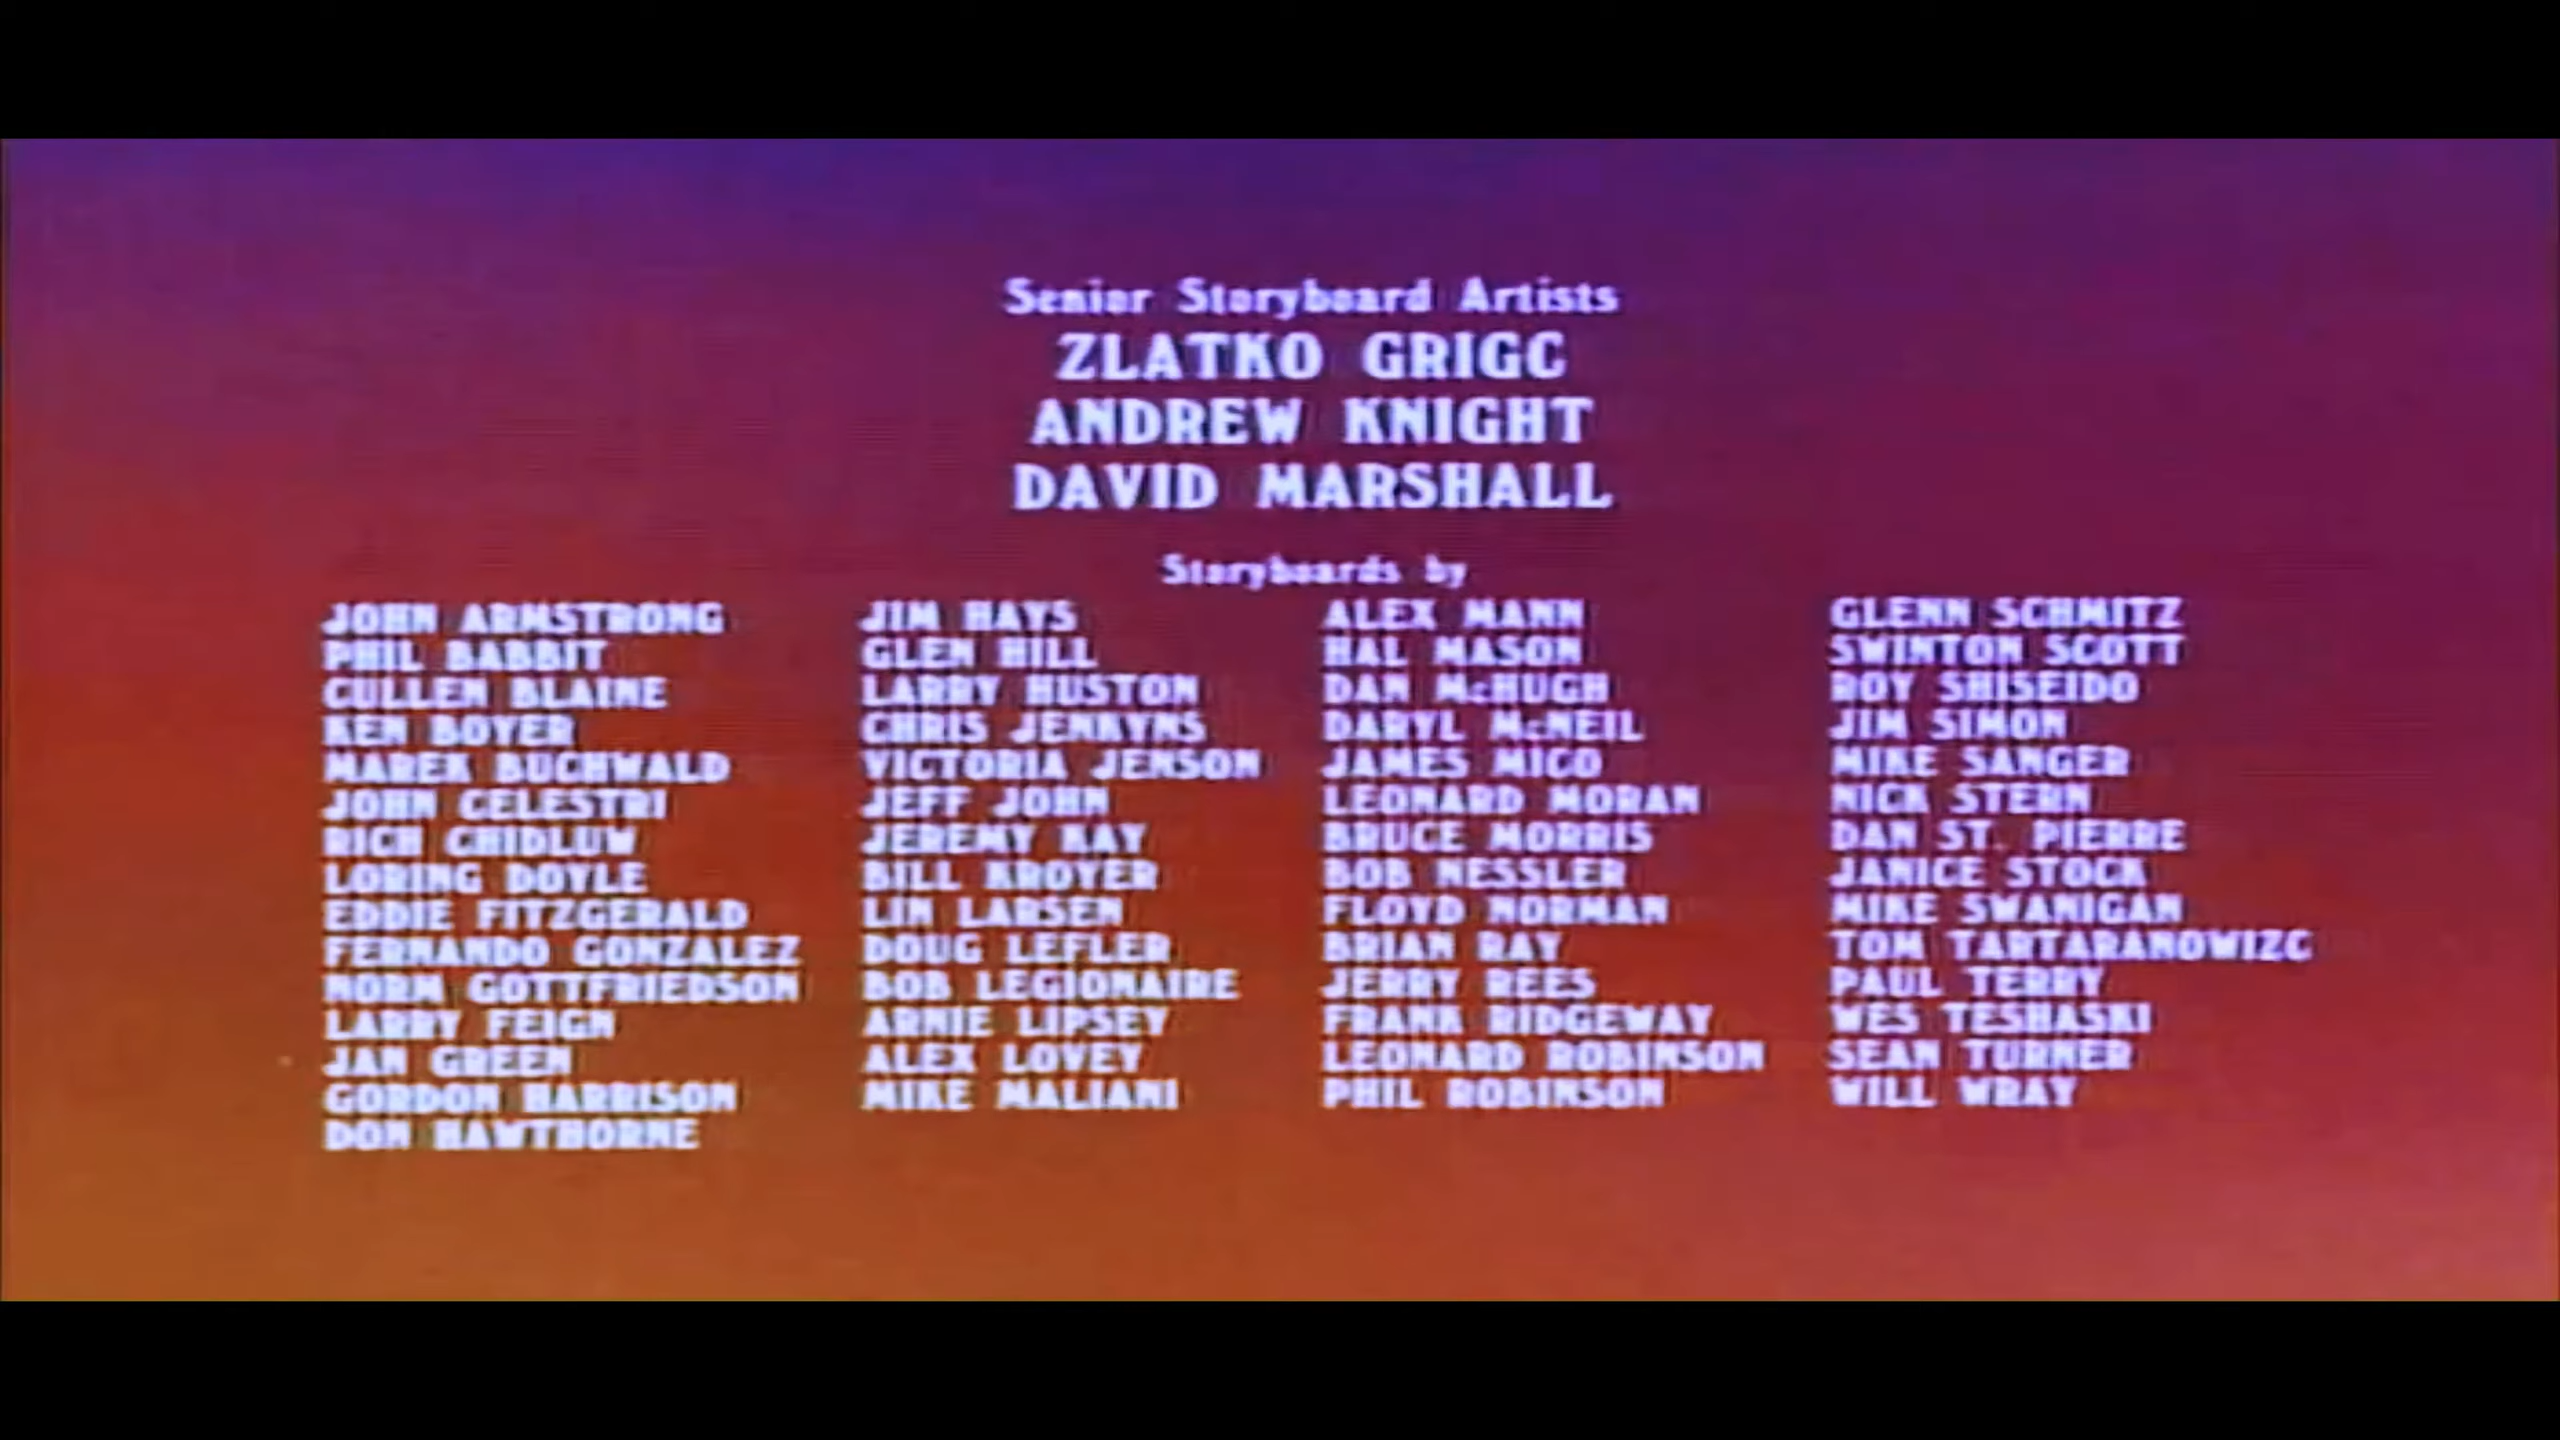 Senior Storyboard Artists
ZLATKO GRIGC
ANDREW KNIGHT
DAVID MARSHALL
Storyboards by
JOHN ARMSTRONG
PHIL BABBIT
CULLEN BLAINE
KEN BOYER
MAREK BUCHWALD
JOHN CELESTRI
RICH CHIDLUW
LORING DOYLE
EDDIE FITZGERALD
FERNANDO GONZALEZ
NORM GOTTFRIEDSON
LARRY FEIGN
JAN GREEN
GORDON HARRISON
DON HAWTHORNE
JIM HAYS
GLEN HILL
LARRY HUSTON
CHRIS JENKYNS
VICTORIA JENSON
JEFF JOHN
JEREMY KAY
BILL KROYER
LIN LARSEN
DOUG LEFLER
BOB LEGIONAIRE
ARNIE LIPSEY
ALEX LOVEY
MIKE MALIANI
ALEX MANN
HAL MASON
DAN McHUGH
DARYL McNEIL
JAMES MICO
LEONARD MORAN
BRUCE MORRIS
BOB NESSLER
FLOYD NORMAN
BRIAN RAY
JERRY REES
FRANK RIDGEWAY
LEONARD ROBINSON
PHIL ROBINSON
GLENN SCHMITZ
SWINTON SCOTT
ROY SHISEIDO
JIM SIMON
MIKE SANGER
NICK STERN
DAN ST. PIERRE
JANICE STOCK
MIKE SWANIGAN
TOM TARTARANOWIZC
PAUL TERRY
WES TESHASKI
SEAN TURNER
WILL WRAY